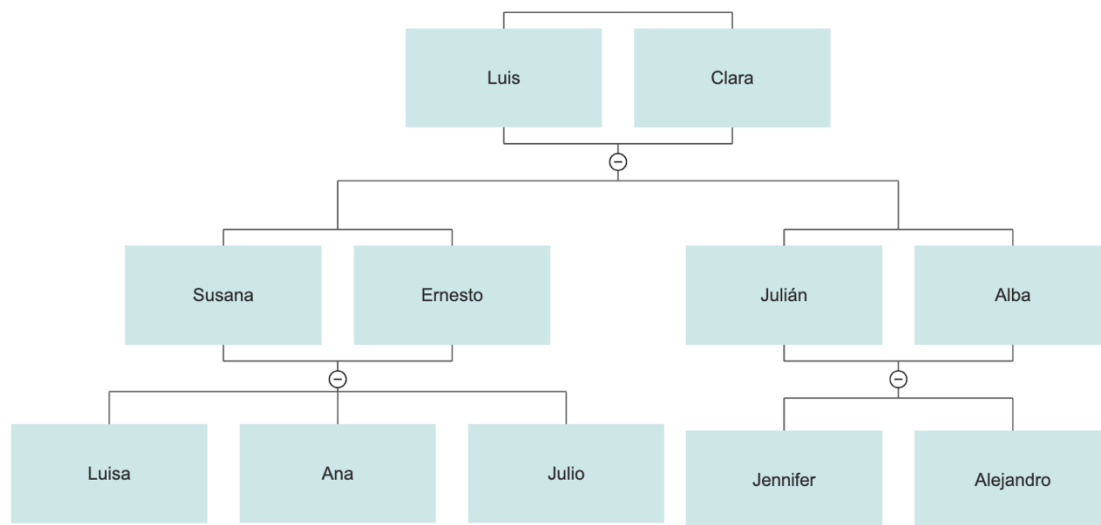 Luis
Clara
Susana
Ernesto
Julián
Alba
Luisa
Ana
Julio
Jennifer
Alejandro